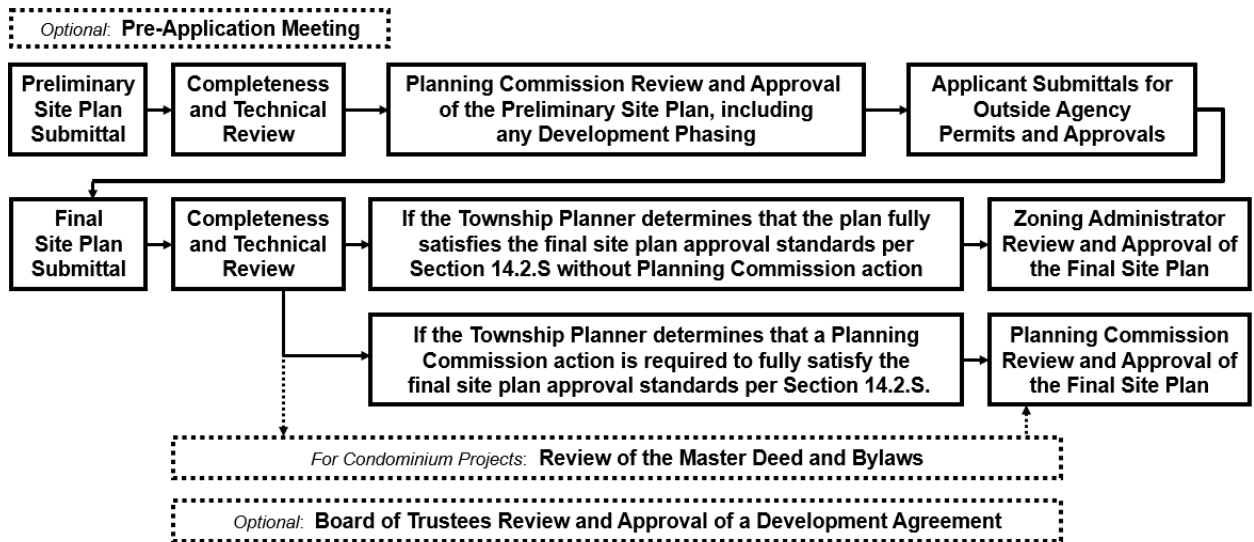 Optional: Pre-Application Meeting
Preliminary
Site Plan
Submittal
Completeness
and Technical
Review
Planning Commission Review and Approval
of the Preliminary Site Plan, including
any Development Phasing
Applicant Submittals for
Outside Agency
Permits and Approvals
Final
Site Plan
Submittal
Completeness
and Technical
Review
If the Township Planner determines that the plan fully
satisfies the final site plan approval standards per
Section 14.2.S without Planning Commission action
Zoning Administrator
Review and Approval of
the Final Site Plan
If the Township Planner determines that a Planning
Commission action is required to fully satisfy the
final site plan approval standards per Section 14.2.S.
Planning Commission
Review and Approval of
the Final Site Plan
For Condominium Projects: Review of the Master Deed and Bylaws
Optional: Board of Trustees Review and Approval of a Development Agreement